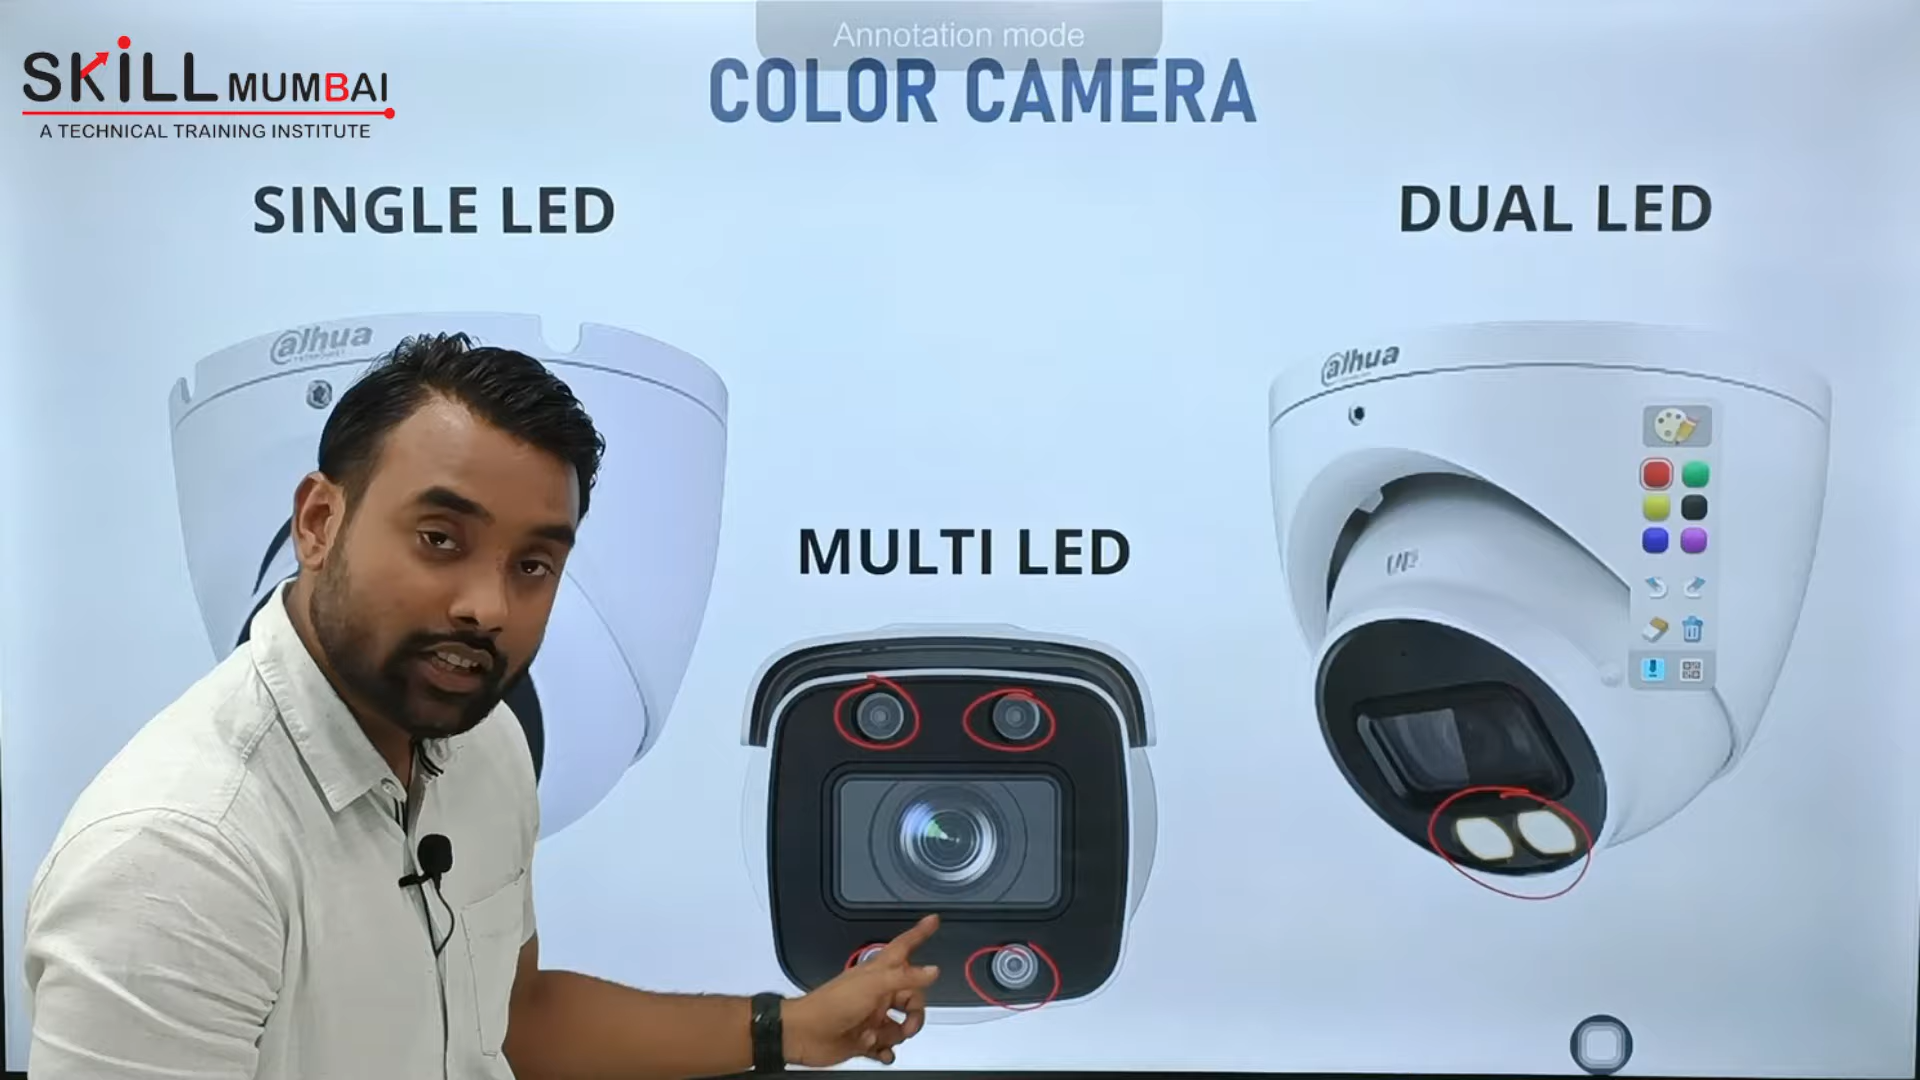 Annotation mode
SKILL MUMBAI
A TECHNICAL TRAINING INSTITUTE
COLOR CAMERA
SINGLE LED
DUAL LED
alhua
alhua
MULTI LED